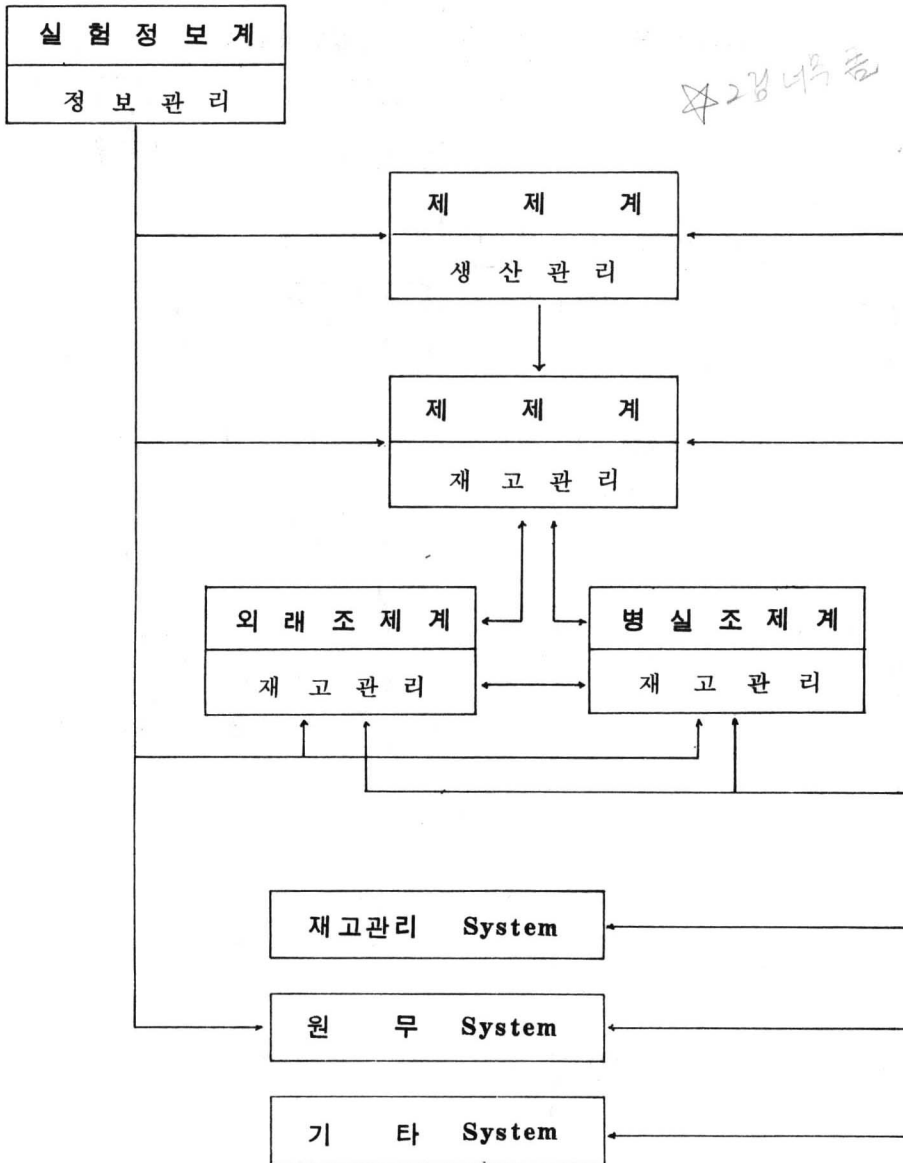 실 험 정 보 계
정 보 관 리
제 제 계
생 산 관 리
제 제 계
재 고 관 리
외 래 조 제 계
재 고 관 리
병 실 조 제 계
재 고 관 리
재고관리 System
원 무 System
기 타 System